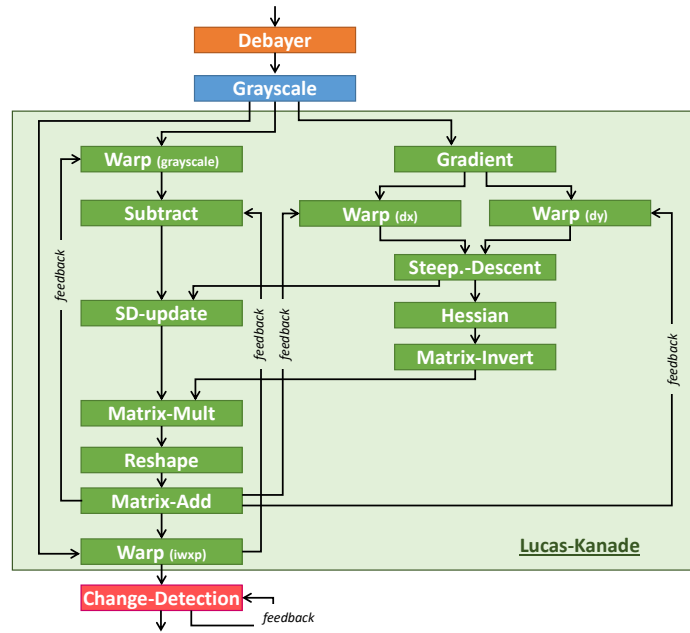 Debayer
Grayscale
Warp (grayscale)
Gradient
Subtract
Warp (dx)
Warp (dy)
feedback
Steep.-Descent
SD-update
Hessian
feedback
feedback
feedback
Matrix-Invert
Matrix-Mult
Reshape
Matrix-Add
Warp (iwxp)
Lucas-Kanade
Change-Detection
feedback